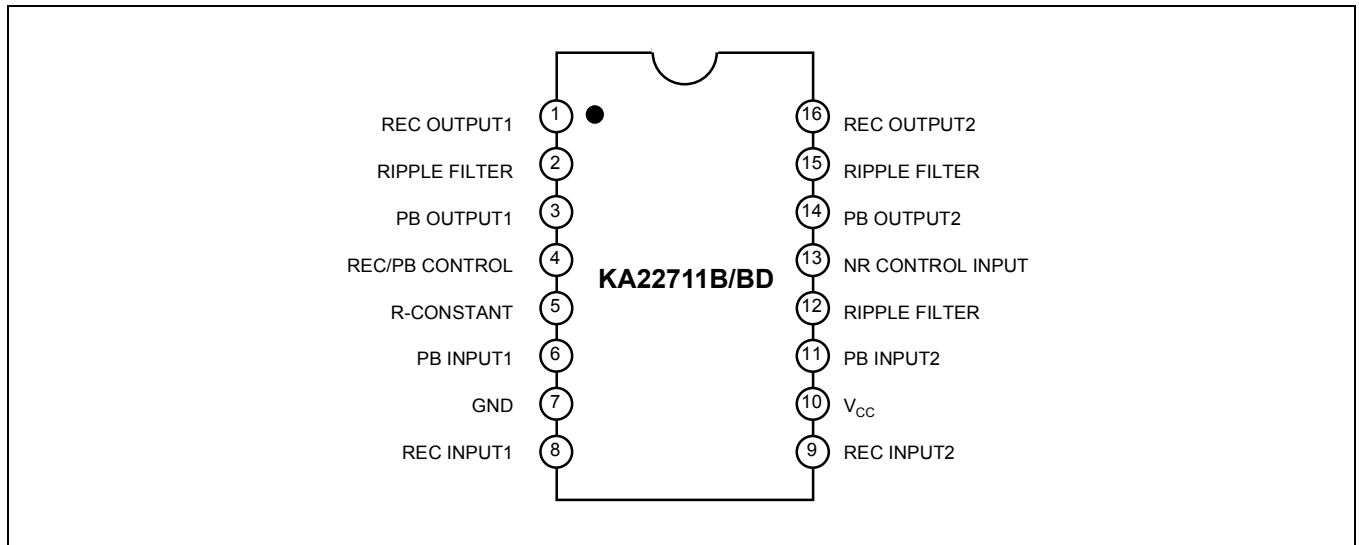 REC OUTPUT1 1 16 REC OUTPUT2
RIPPLE FILTER 2 15 RIPPLE FILTER
PB OUTPUT1 3 14 PB OUTPUT2
REC/PB CONTROL 4 13 NR CONTROL INPUT
KA22711B/BD
R-CONSTANT 5 12 RIPPLE FILTER
PB INPUT1 6 11 PB INPUT2
GND 7 10 VCC
REC INPUT1 8 9 REC INPUT2